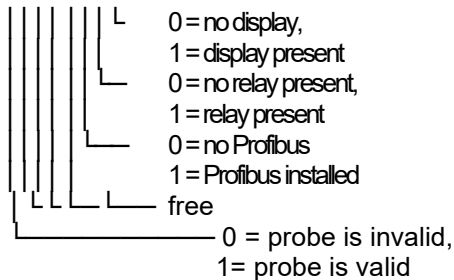 0 = no display,
1 = display present
0 = no relay present,
1 = relay present
0 = no Profibus
1 = Profibus installed
free
0 = probe is invalid,
1= probe is valid